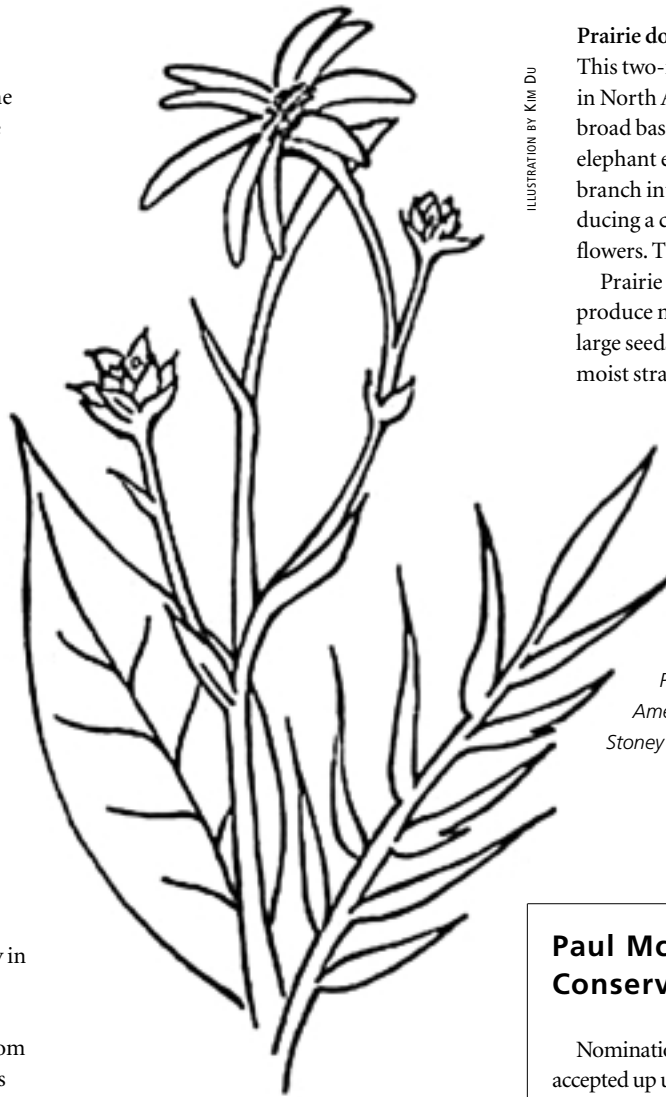 Prairie do
This two-
in North A
broad bas
elephant e
branch in
ducing a c
flowers. T
Prairie
produce n
large seed
moist stra
ILLUSTRATION BY KIM DU
Ame
Stoney
y in
om
s
Paul Mc
Conserv
Nominatio
accepted up u